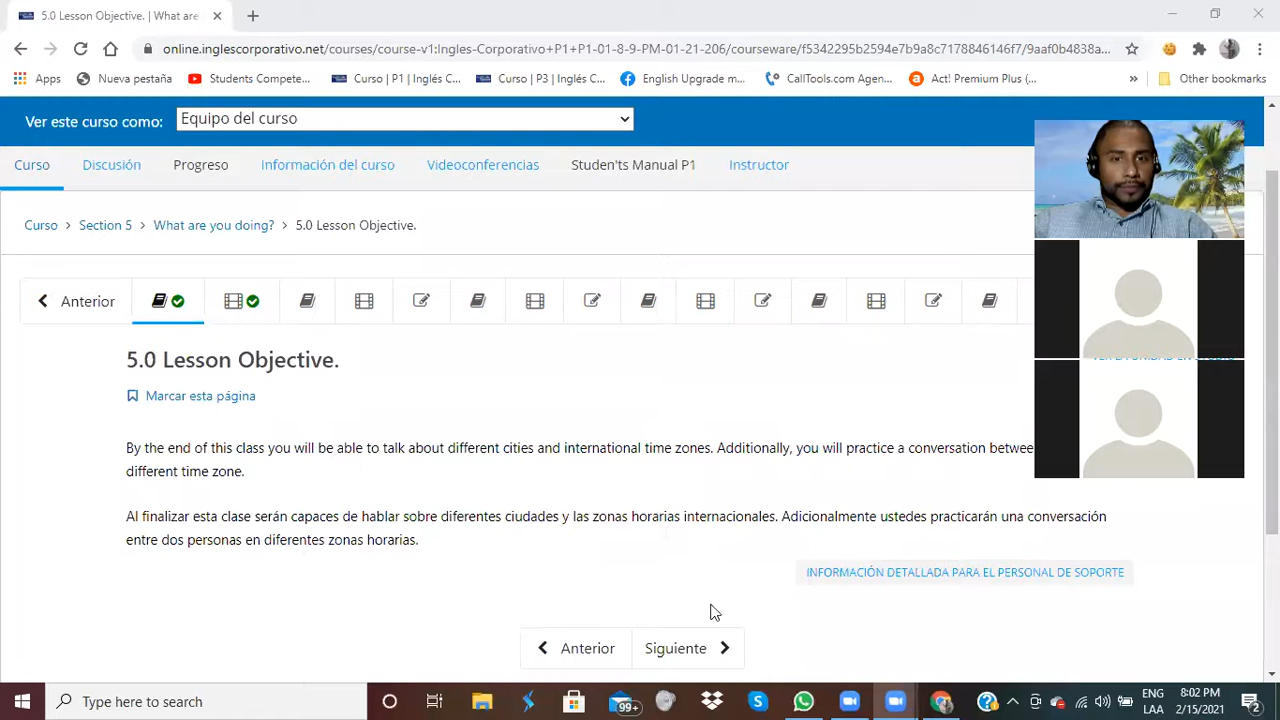 5.0 Lesson Objective. | What are
online.inglescorporativo.net/courses/course-v1:Ingles-Corporativo+P1+P1-01-8-9-PM-01-21-206/courseware/f5342295b2594e7b9a8c7178846146f7/9aaf0b4838a...
Apps Nueva pestaña Students Compete... Curso | P1 | Inglés C... Curso | P3 | Inglés C... English Upgrade m... CallTools.com Agen... Act! Premium Plus (... » Other bookmarks
Ver este curso como: Equipo del curso
Curso Discusión Progreso Información del curso Videoconferencias Studen'ts Manual P1 Instructor
Curso > Section 5 > What are you doing? > 5.0 Lesson Objective.
Anterior
5.0 Lesson Objective.
VER LA UNIDAD EN STUDIO
Marcar esta página
By the end of this class you will be able to talk about different cities and international time zones. Additionally, you will practice a conversation betwee
different time zone.
Al finalizar esta clase serán capaces de hablar sobre diferentes ciudades y las zonas horarias internacionales. Adicionalmente ustedes practicarán una conversación
entre dos personas en diferentes zonas horarias.
INFORMACIÓN DETALLADA PARA EL PERSONAL DE SOPORTE
Anterior Siguiente
Type here to search 99+ ENG LAA 8:02 PM 2/15/2021 2